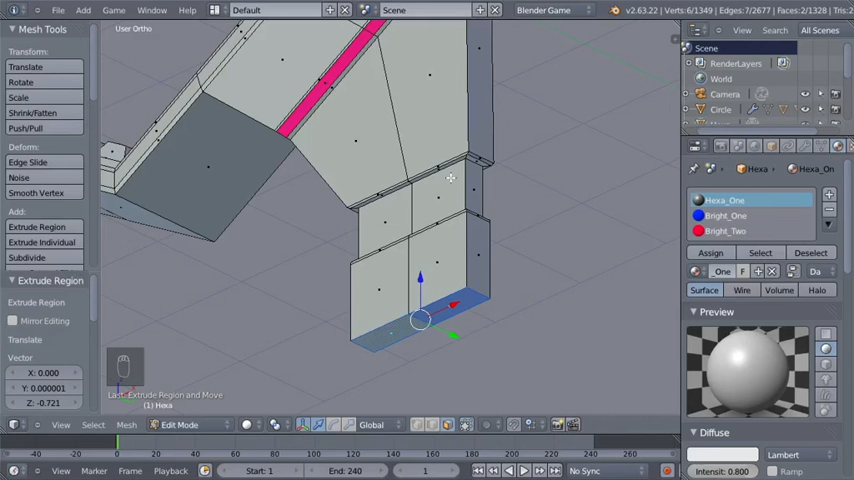 File Add Window Help Default Scene Blender Game v2.63.22 | Verts:6/1349 | Edges:7/2677 | Faces:2/1328 | Tris:2
Mesh Tools
User Ortho
View Search All Scenes
Transform:
Translate
Rotate
Scale
Shrink/Fatten
Push/Pull
Deform:
Edge Slide
Noise
Smooth Vertex
Add:
Extrude Region
Extrude Individual
Subdivide
Extrude Region
Extrude Region
Mirror Editing
Translate
Vector
X: 0.000
Y: 0.000001
Z: -0.721
Last: Extrude Region and Move
(1) Hexa
Scene
RenderLayers
World
Camera
Circle
Hexa Hexa_On
Hexa_One
Bright_One
Bright_Two
Assign Select Deselect
_One F Da
Surface Wire Volume Halo
Preview
Diffuse
Lambert
Intensit: 0.800 Ramp
View Select Mesh Edit Mode Global
-40 -20 0 20 40 60 80 100 120 140 160 180 200 220 240 260
View Marker Frame Playback Start: 1 End: 240 1 No Sync